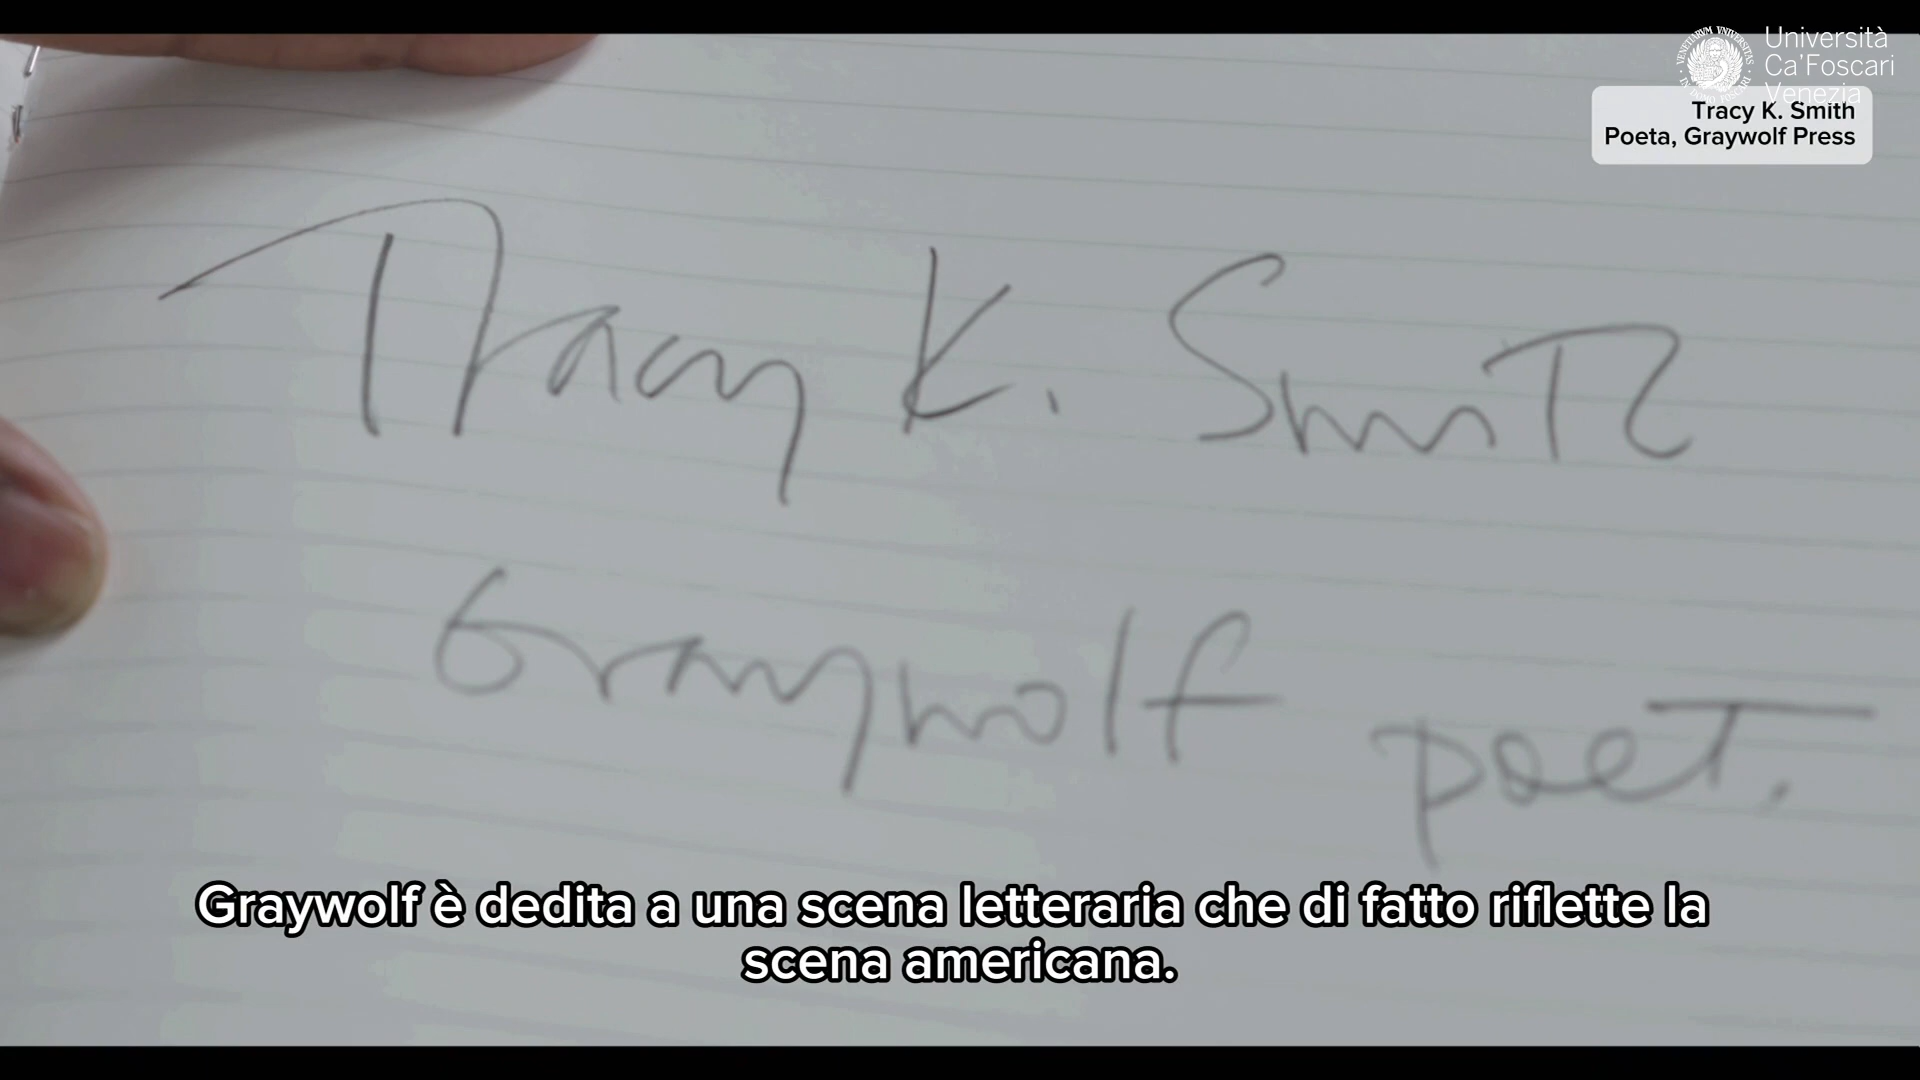 Università
Ca'Foscari
Venezia
Tracy K. Smith
Poeta, Graywolf Press
Tracy K. Smith
Graywolf poet.
Graywolf è dedita a una scena letteraria che di fatto riflette la
scena americana.